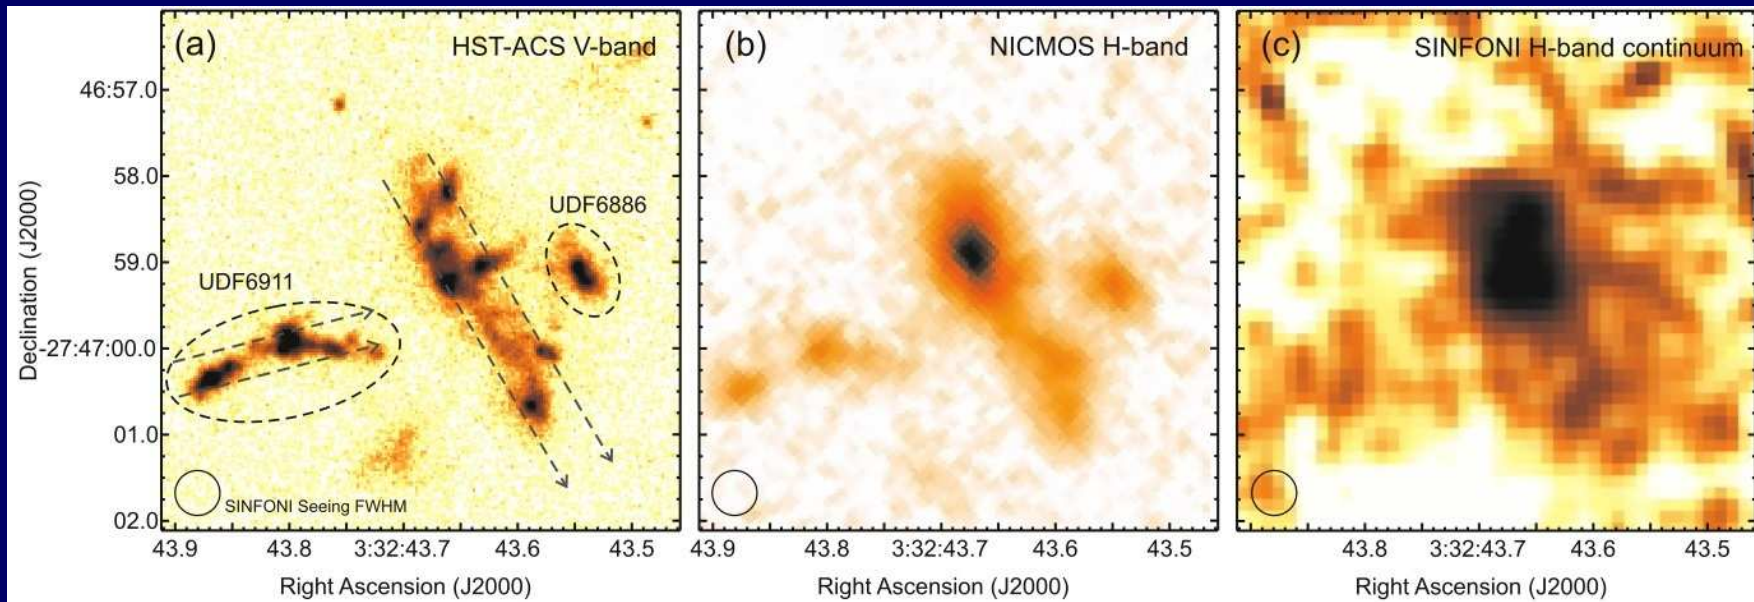 (a) HST-ACS V-band
(b) NICMOS H-band
(c) SINFONI H-band continuum
46:57.0
58.0
59.0
-27:47:00.0
01.0
02.0
Declination (J2000)
UDF6886
UDF6911
SINFONI Seeing FWHM
43.9 43.8 3:32:43.7 43.6 43.5
43.9 43.8 3:32:43.7 43.6 43.5
43.8 3:32:43.7 43.6 43.5
Right Ascension (J2000)
Right Ascension (J2000)
Right Ascension (J2000)